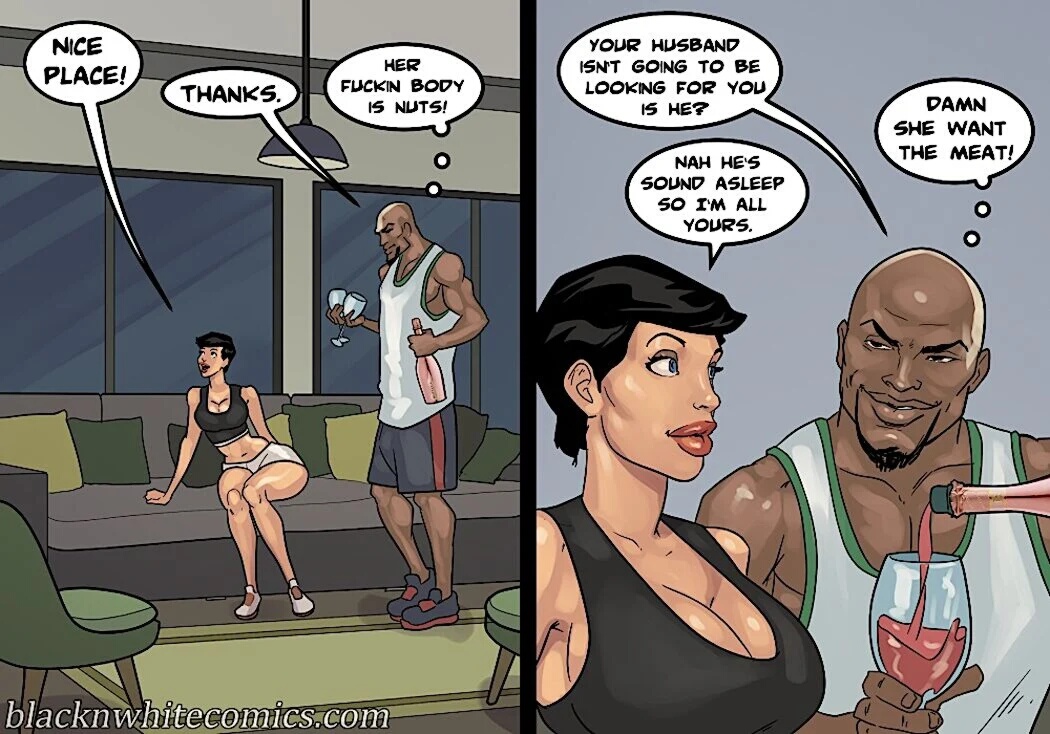 NICE
PLACE!
THANKS.
HER
FUCKIN BODY
IS NUTS!
YOUR HUSBAND
ISN'T GOING TO BE
LOOKING FOR YOU
IS HE?
NAH HE'S
SOUND ASLEEP
SO I'M ALL
YOURS.
DAMN
SHE WANT
THE MEAT!
blacknwhitecomics.com